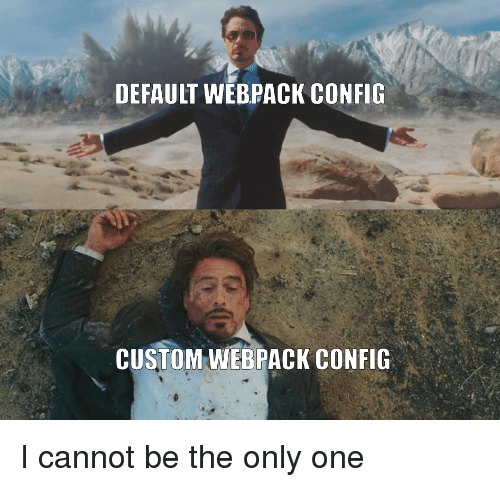 DEFAULT WEBPACK CONFIG
CUSTOM WEBPACK CONFIG
I cannot be the only one